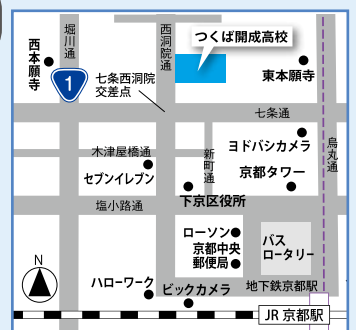 つくば開成高校
堀川通
西洞院通
西本願寺
1
七条西洞院
交差点
東本願寺
七条通
ヨドバシカメラ
烏丸通
木津屋橋通
新町通
京都タワー
セブンイレブン
下京区役所
塩小路通
ローソン
京都中央
郵便局
バス
ロータリー
N
ハローワーク
ビックカメラ
地下鉄京都駅
JR 京都駅